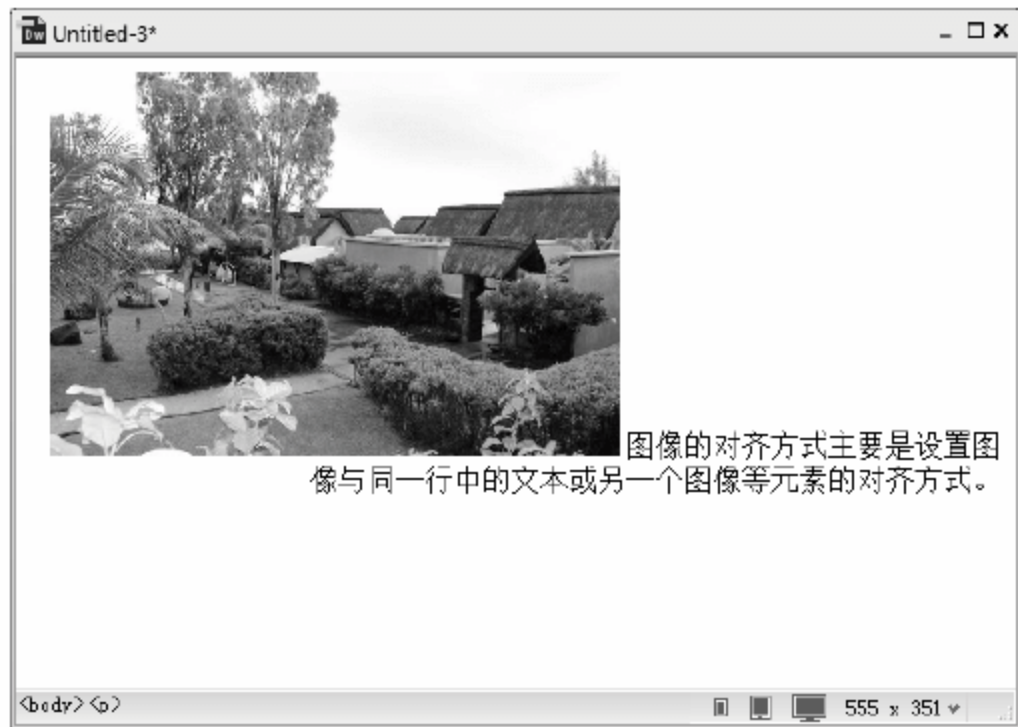 Dw Untitled-3*
图像的对齐方式主要是设置图
像与同一行中的文本或另一个图像等元素的对齐方式。
<body><p>
555 x 351